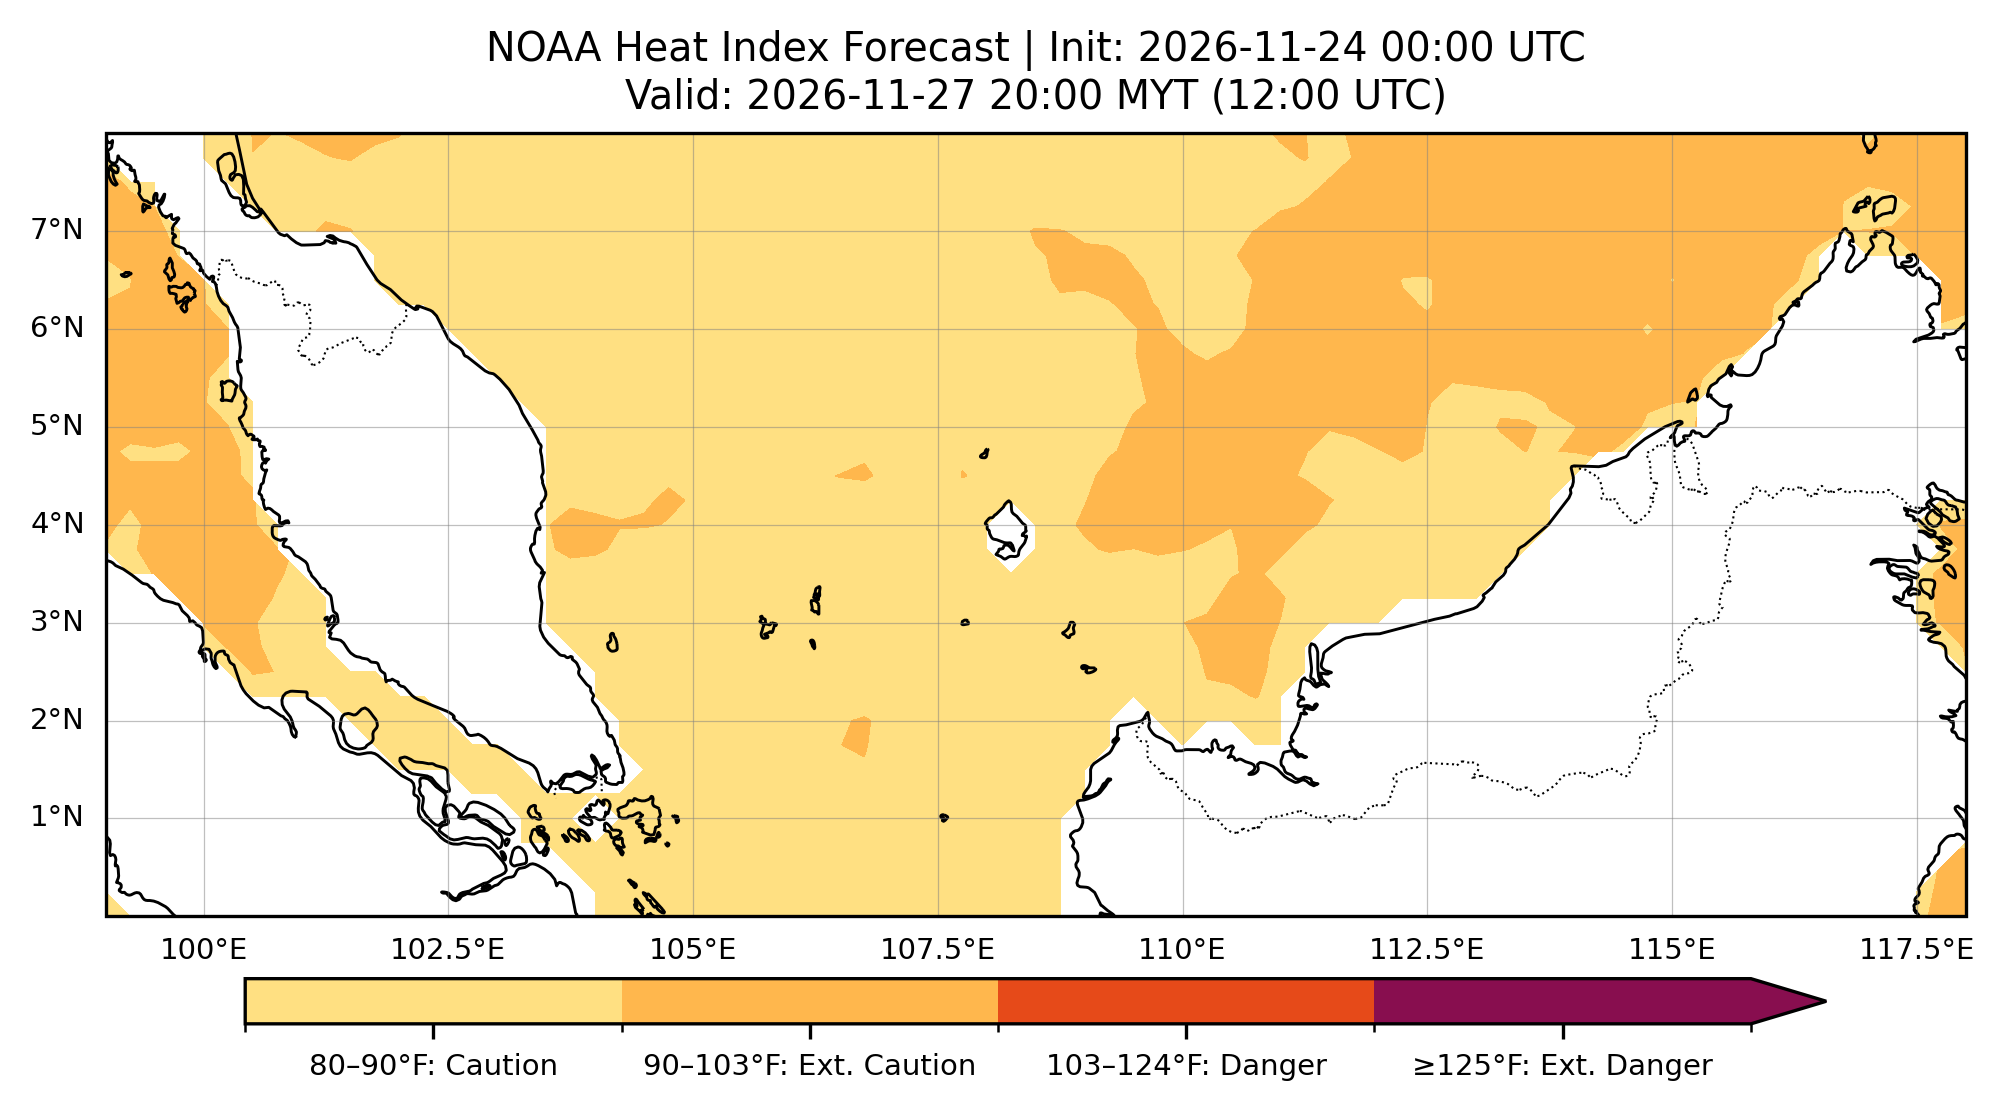 NOAA Heat Index Forecast | Init: 2026-11-24 00:00 UTC
Valid: 2026-11-27 20:00 MYT (12:00 UTC)
7°N
6°N
5°N
4°N
3°N
2°N
1°N
100°E 102.5°E 105°E 107.5°E 110°E 112.5°E 115°E 117.5°E
80–90°F: Caution 90–103°F: Ext. Caution 103–124°F: Danger ≥125°F: Ext. Danger